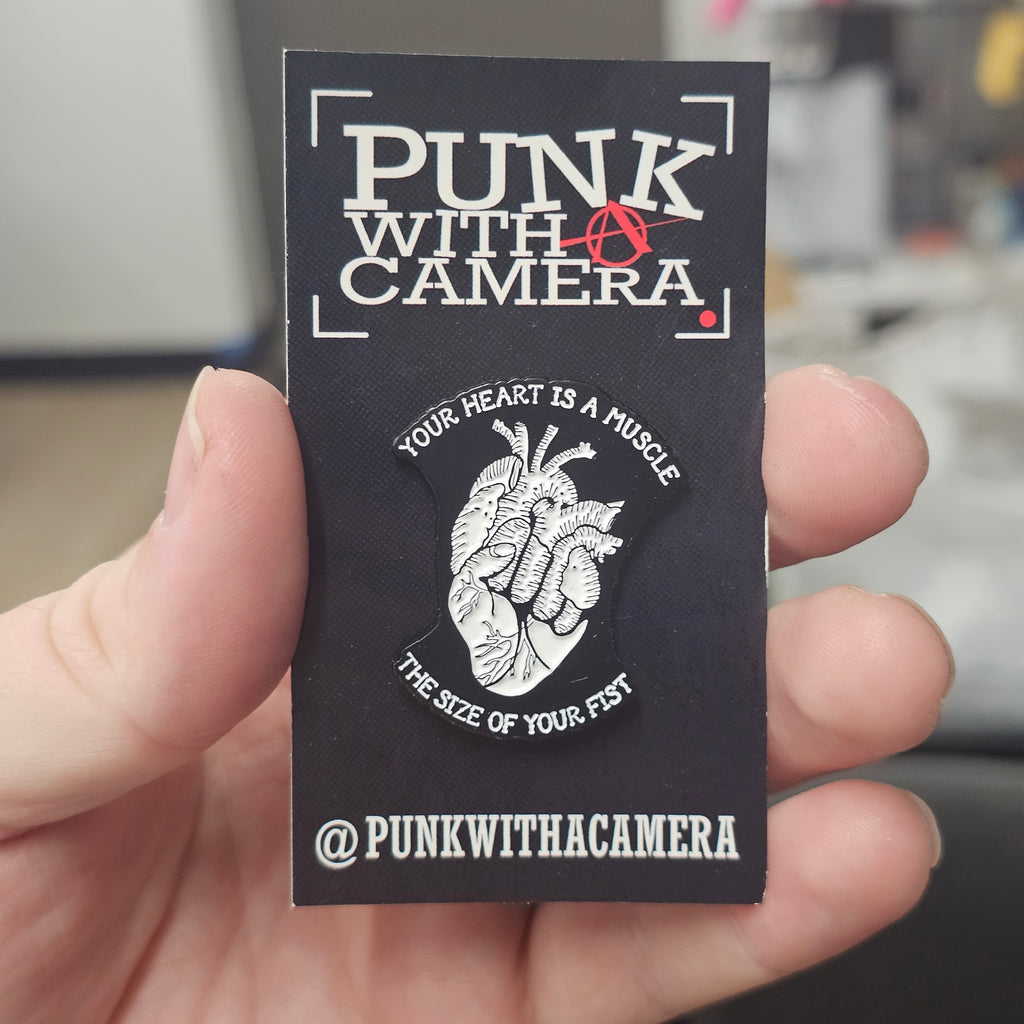 PUNK
WITH A
CAMERA
YOUR HEART IS A MUSCLE
THE SIZE OF YOUR FIST
@PUNKWITHACAMERA